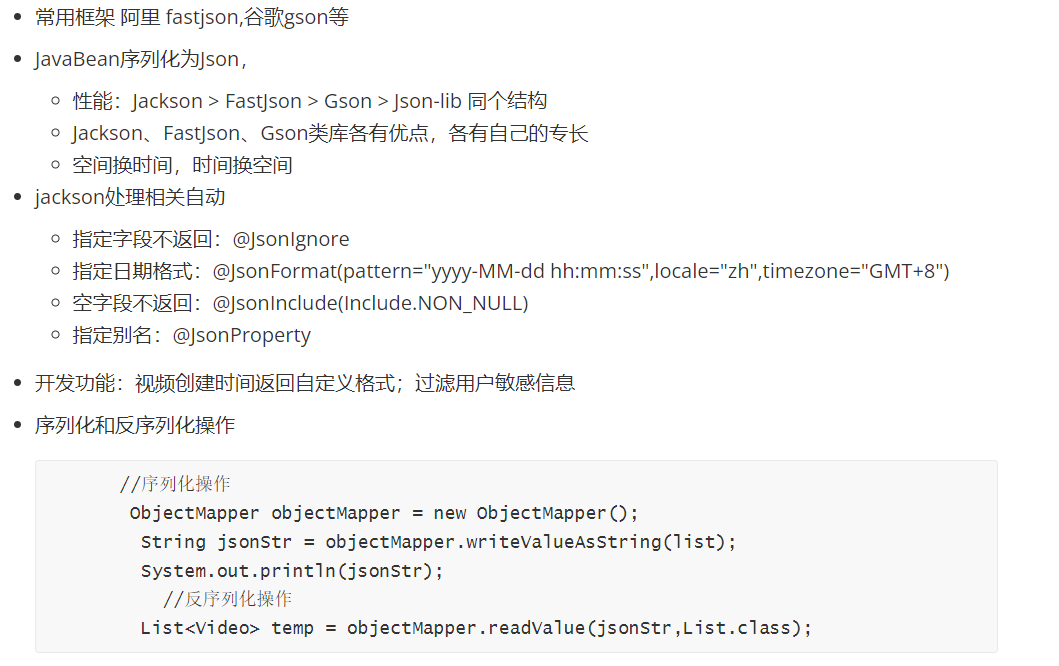 常用框架 阿里 fastjson,谷歌gson等
JavaBean序列化为Json，
性能：Jackson > FastJson > Gson > Json-lib 同个结构
Jackson、FastJson、Gson类库各有优点，各有自己的专长
空间换时间，时间换空间
jackson处理相关自动
指定字段不返回：@JsonIgnore
指定日期格式：@JsonFormat(pattern="yyyy-MM-dd hh:mm:ss",locale="zh",timezone="GMT+8")
空字段不返回：@JsonInclude(Include.NON_NULL)
指定别名：@JsonProperty
开发功能：视频创建时间返回自定义格式；过滤用户敏感信息
序列化和反序列化操作
//序列化操作
ObjectMapper objectMapper = new ObjectMapper();
String jsonStr = objectMapper.writeValueAsString(list);
System.out.println(jsonStr);
//反序列化操作
List<Video> temp = objectMapper.readValue(jsonStr,List.class);